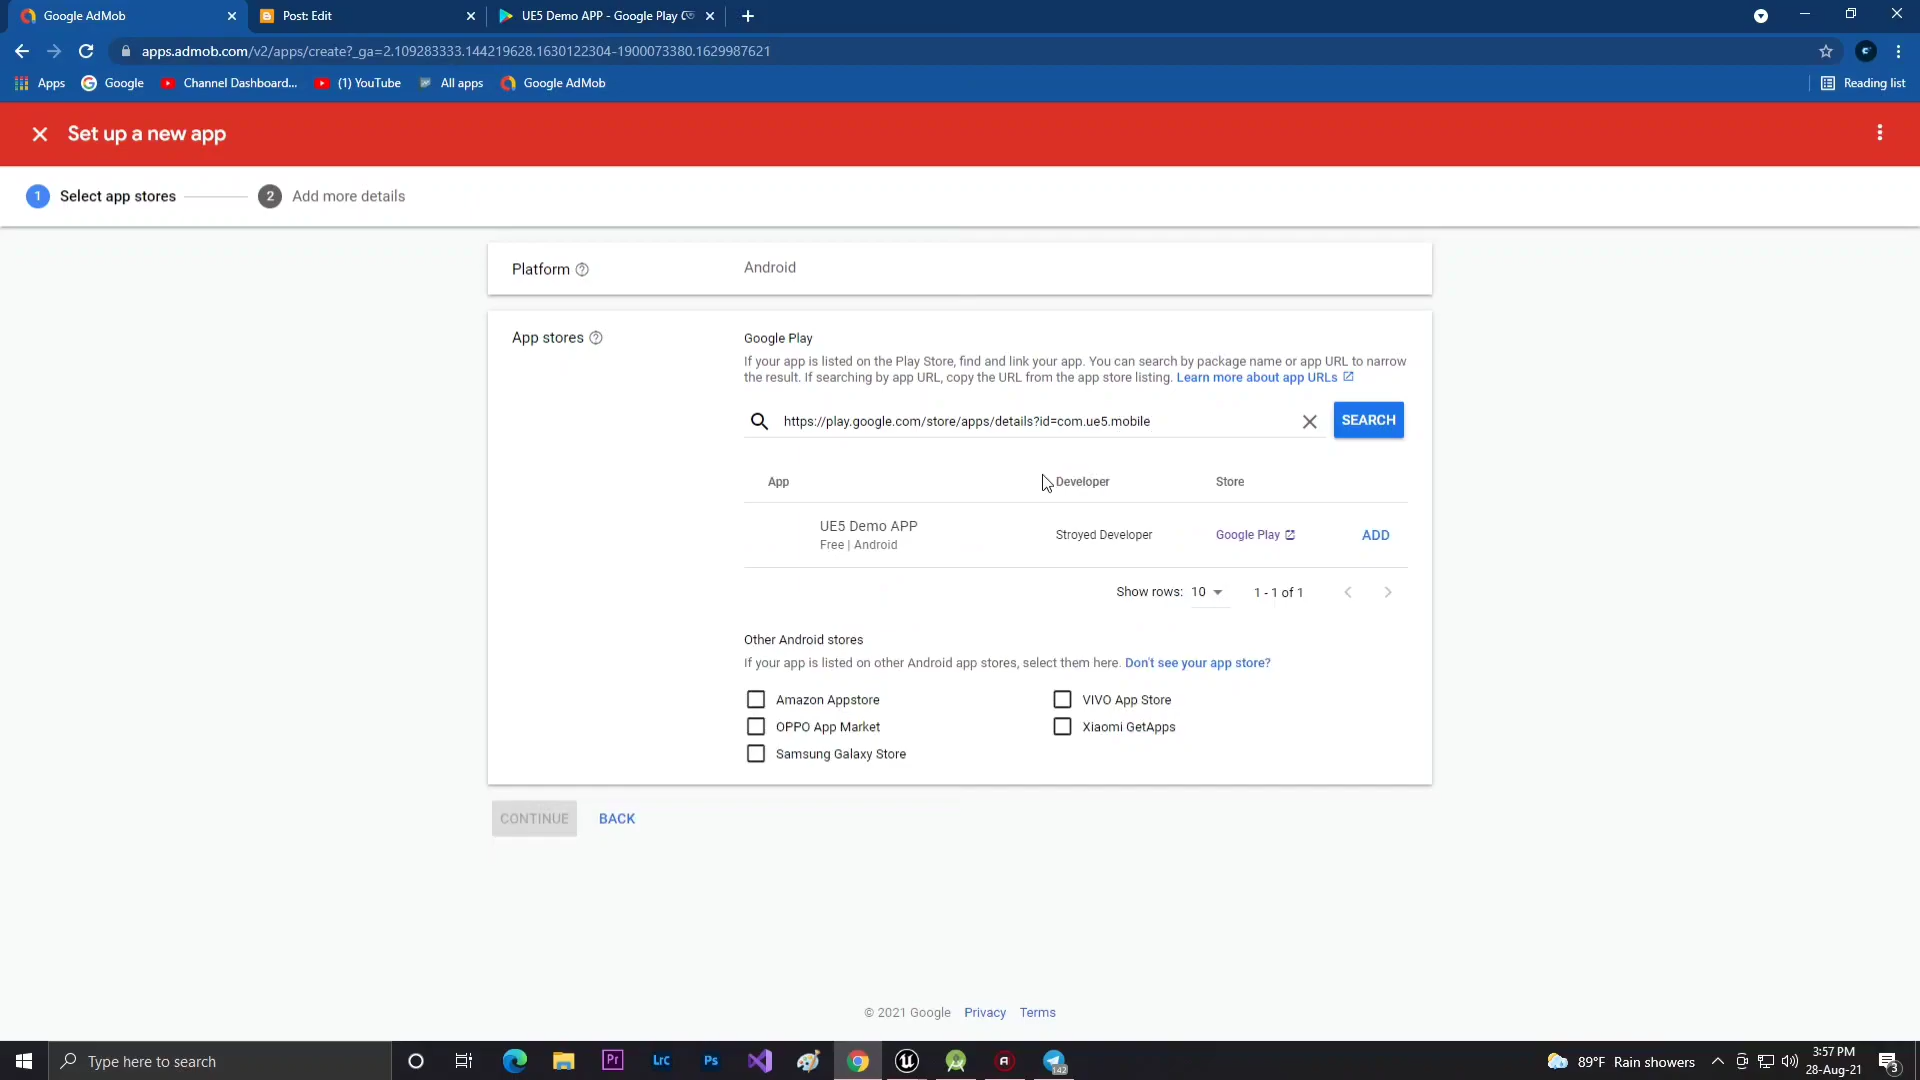 Google AdMob
Post: Edit
UE5 Demo APP - Google Play
apps.admob.com/v2/apps/create?_ga=2.109283333.144219628.1630122304-1900073380.1629987621
Apps
Google
Channel Dashboard...
(1) YouTube
All apps
Google AdMob
Reading list
Set up a new app
1 Select app stores
2 Add more details
Platform
Android
App stores
Google Play
If your app is listed on the Play Store, find and link your app. You can search by package name or app URL to narrow
the result. If searching by app URL, copy the URL from the app store listing. Learn more about app URLs
https://play.google.com/store/apps/details?id=com.ue5.mobile
SEARCH
App
Developer
Store
UE5 Demo APP
Free | Android
Stroyed Developer
Google Play
ADD
Show rows: 10
1 - 1 of 1
Other Android stores
If your app is listed on other Android app stores, select them here. Don't see your app store?
Amazon Appstore
VIVO App Store
OPPO App Market
Xiaomi GetApps
Samsung Galaxy Store
CONTINUE
BACK
© 2021 Google Privacy Terms
Type here to search
Pr
LrC
Ps
142
89°F Rain showers
3:57 PM
28-Aug-21
3